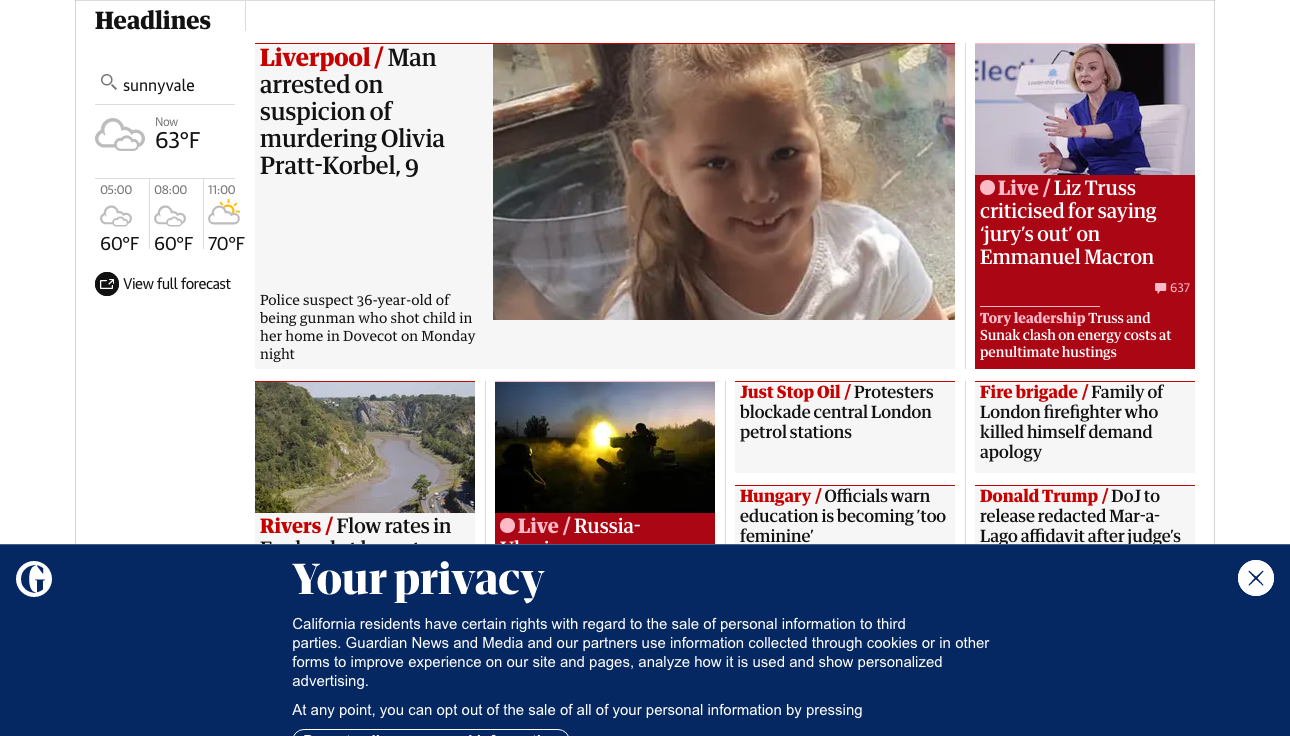 Headlines
sunnyvale
Now
63°F
05:00
08:00
11:00
60°F
60°F
70°F
View full forecast
Liverpool / Man
arrested on
suspicion of
murdering Olivia
Pratt-Korbel, 9
Police suspect 36-year-old of
being gunman who shot child in
her home in Dovecot on Monday
night
Live / Liz Truss
criticised for saying
‘jury’s out’ on
Emmanuel Macron
637
Tory leadership Truss and
Sunak clash on energy costs at
penultimate hustings
Rivers / Flow rates in
Live / Russia-
Just Stop Oil / Protesters
blockade central London
petrol stations
Hungary / Officials warn
education is becoming ‘too
feminine’
Fire brigade / Family of
London firefighter who
killed himself demand
apology
Donald Trump / DoJ to
release redacted Mar-a-
Lago affidavit after judge’s
Your privacy
California residents have certain rights with regard to the sale of personal information to third
parties. Guardian News and Media and our partners use information collected through cookies or in other
forms to improve experience on our site and pages, analyze how it is used and show personalized
advertising.
At any point, you can opt out of the sale of all of your personal information by pressing